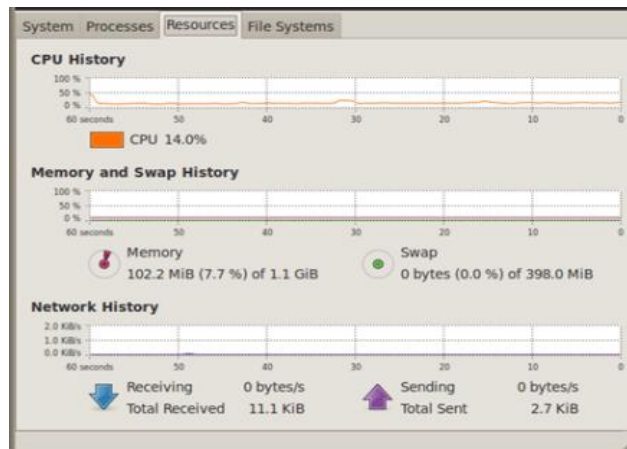 System Processes Resources File Systems
CPU History
100 %
50 %
0 %
60 seconds 50 40 30 20 10 0
CPU 14.0%
Memory and Swap History
100 %
50 %
0 %
60 seconds 50 40 30 20 10 0
Memory Swap
102.2 MiB (7.7 %) of 1.1 GiB 0 bytes (0.0 %) of 398.0 MiB
Network History
2.0 KiB/s
1.0 KiB/s
0.0 KiB/s
60 seconds 50 40 30 20 10 0
Receiving 0 bytes/s Sending 0 bytes/s
Total Received 11.1 KiB Total Sent 2.7 KiB